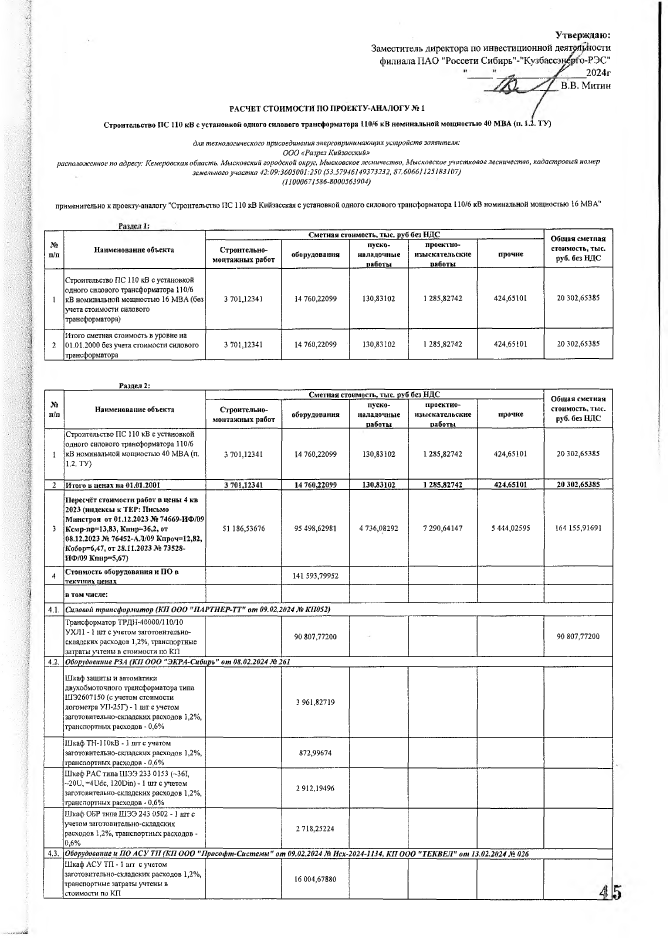 Утверждаю:
Заместитель директора по инвестиционной деятельности
филиала ПАО "Россети Сибирь"-"Кузбассэнерго-РЭС"
"____" ____________ 2024г
В.В. Митин
РАСЧЕТ СТОИМОСТИ ПО ПРОЕКТУ-АНАЛОГУ № 1
Строительство ПС 110 кВ с установкой одного силового трансформатора 110/6 кВ номинальной мощностью 40 МВА (п. 1.2. ТУ)
для технологического присоединения энергопринимающих устройств заявителя:
ООО «Разрез Кийзасский»
расположенное по адресу: Кемеровская область, Мысковский городской округ, Мысковское лесничество, Мысковское участковое лесничество, кадастровый номер
земельного участка 42:09:3605001:250 (53.57946149373232, 87.60661125183107)
(11000671586-8000563904)
применительно к проекту-аналогу "Строительство ПС 110 кВ Кийзасская с установкой одного силового трансформатора 110/6 кВ номинальной мощностью 16 МВА"
Раздел 1:
№ п/п
Наименование объекта
Сметная стоимость, тыс. руб без НДС
Строительно-монтажных работ
оборудования
пуско-наладочные работы
проектно-изыскательские работы
прочие
Общая сметная стоимость, тыс. руб. без НДС
1
Строительство ПС 110 кВ с установкой
одного силового трансформатора 110/6
кВ номинальной мощностью 16 МВА (без
учета стоимости силового
трансформатора)
3 701,12341 14 760,22099 130,83102 1 285,82742 424,65101 20 302,65385
2
Итого сметная стоимость в уровне на
01.01.2000 без учета стоимости силового
трансформатора
3 701,12341 14 760,22099 130,83102 1 285,82742 424,65101 20 302,65385
Раздел 2:
№ п/п
Наименование объекта
Сметная стоимость, тыс. руб без НДС
Строительно-монтажных работ
оборудования
пуско-наладочные работы
проектно-изыскательские работы
прочие
Общая сметная стоимость, тыс. руб. без НДС
1
Строительство ПС 110 кВ с установкой
одного силового трансформатора 110/6
кВ номинальной мощностью 40 МВА (п.
1.2. ТУ)
3 701,12341 14 760,22099 130,83102 1 285,82742 424,65101 20 302,65385
2 Итого в ценах на 01.01.2001 3 701,12341 14 760,22099 130,83102 1 285,82742 424,65101 20 302,65385
3
Пересчёт стоимости работ в цены 4 кв
2023 (индексы к ТЕР: Письмо
Минстроя от 01.12.2023 № 74669-ИФ/09
Ксмр-пр=13,83, Кпнр=36,2, от
08.12.2023 № 76452-АЛ/09 Кпроч=12,82,
Кобор=6,47, от 28.11.2023 № 73528-
ИФ/09 Кпир=5,67)
51 186,53676 95 498,62981 4 736,08292 7 290,64147 5 444,02595 164 155,91691
4 Стоимость оборудования и ПО в
текущих ценах
141 593,79952
в том числе:
4.1. Силовой трансформатор (КП ООО "ПАРТНЕР-ТТ" от 09.02.2024 № КП052)
Трансформатор ТРДН-40000/110/10
УХЛ1 - 1 шт с учетом заготовительно-
складских расходов 1,2%, транспортные
затраты учтены в стоимости по КП
90 807,77200 90 807,77200
4.2. Оборудование РЗА (КП ООО "ЭКРА-Сибирь" от 08.02.2024 № 261
Шкаф защиты и автоматики
двухобмоточного трансформатора типа
ШЭ2607150 (с учетом стоимости
логометра УП-25Г) - 1 шт с учетом
заготовительно-складских расходов 1,2%,
транспортных расходов - 0,6%
3 961,82719
Шкаф ТН-110кВ - 1 шт с учетом
заготовительно-складских расходов 1,2%,
транспортных расходов - 0,6%
872,99674
Шкаф РАС типа ШЭЭ 233 0153 (~36I,
~20U, =4Udc, 120Din) - 1 шт с учетом
заготовительно-складских расходов 1,2%,
транспортных расходов - 0,6%
2 912,19496
Шкаф ОБР типа ШЭЭ 243 0502 - 1 шт с
учетом заготовительно-складских
расходов 1,2%, транспортных расходов -
0,6%
2 718,25224
4.3. Оборудование и ПО АСУ ТП (КП ООО "Прософт-Системы" от 09.02.2024 № Исх-2024-1134, КП ООО "ТЕКВЕЛ" от 13.02.2024 № 026
Шкаф АСУ ТП - 1 шт с учетом
заготовительно-складских расходов 1,2%,
транспортные затраты учтены в
стоимости по КП
16 004,67880
45